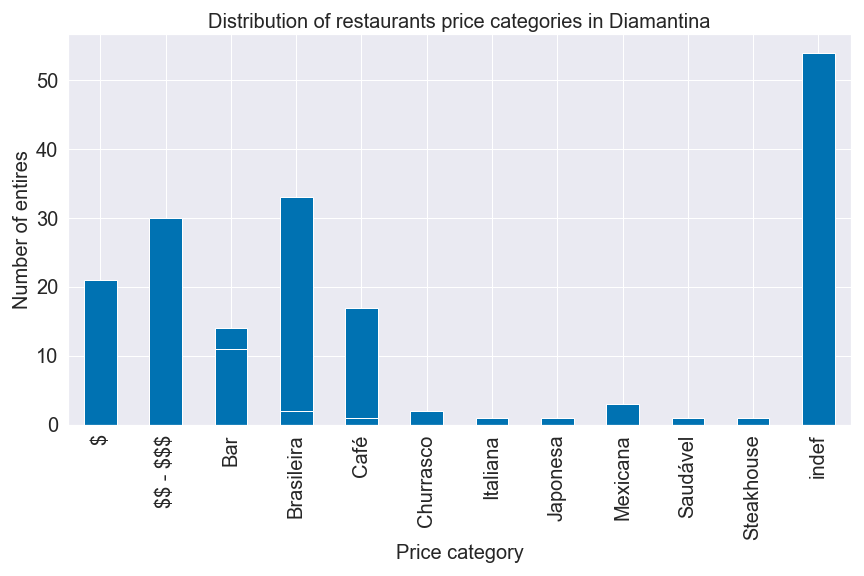 Distribution of restaurants price categories in Diamantina
Number of entires
50
40
30
20
10
0
$
$$ - $$$
Bar
Brasileira
Café
Churrasco
Italiana
Japonesa
Mexicana
Saudável
Steakhouse
indef
Price category